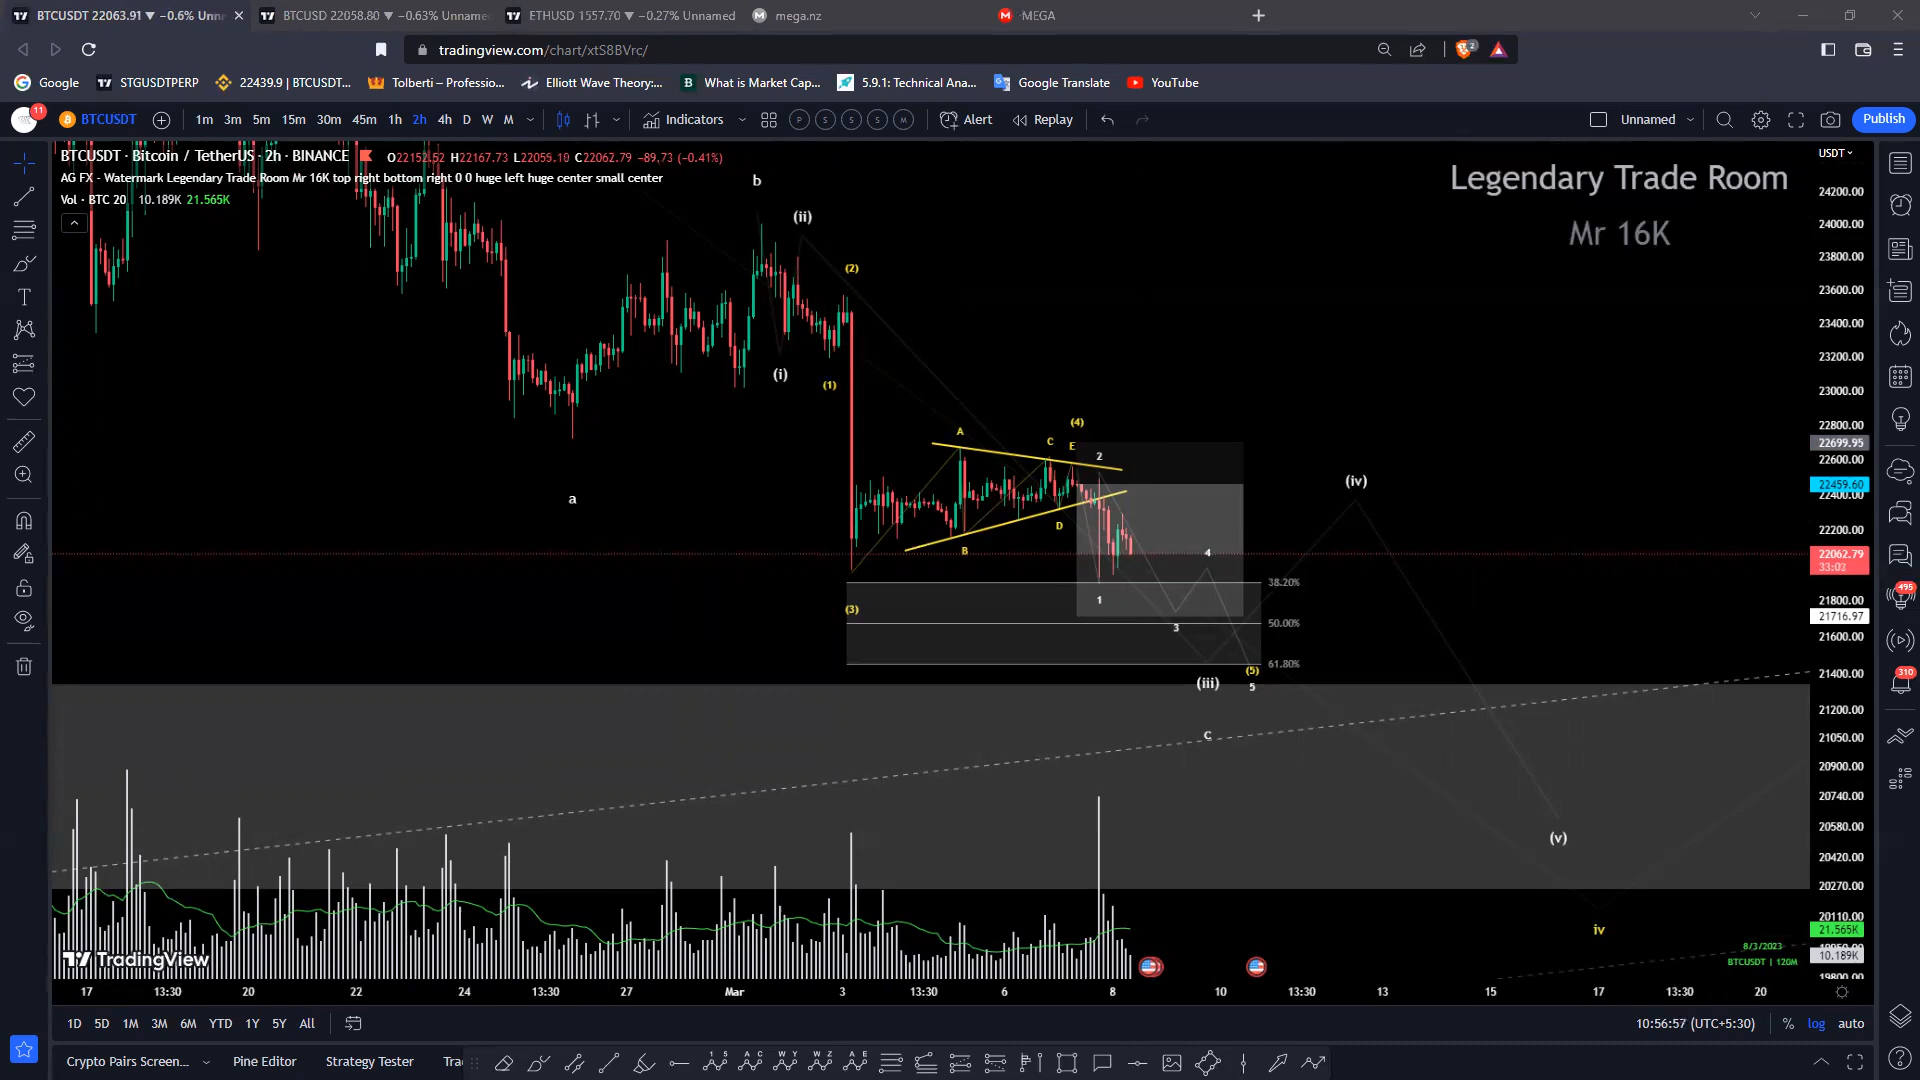 BTCUSDT 22063.91 ▼ −0.6% Unn
BTCUSD 22058.80 ▼ −0.63% Unname
ETHUSD 1557.70 ▼ −0.27% Unnamed
mega.nz
MEGA
tradingview.com/chart/xtS8BVrc/
2
Google
STGUSDTPERP
22439.9 | BTCUSDT...
Tolberti – Professio...
Elliott Wave Theory:...
What is Market Cap...
5.9.1: Technical Ana...
Google Translate
YouTube
11
BTCUSDT
1m 3m 5m 15m 30m 45m 1h 2h 4h D W M
Indicators
P S S S M
Alert
Replay
Unnamed
Publish
BTCUSDT · Bitcoin / TetherUS · 2h · BINANCE
O22152.52 H22167.73 L22055.10 C22062.79 −89.73 (−0.41%)
AG FX - Watermark Legendary Trade Room Mr 16K top right bottom right 0 0 huge left huge center small center
Vol · BTC 20 10.189K 21.565K
Legendary Trade Room
Mr 16K
USDT
24200.00
24000.00
23800.00
23600.00
23400.00
23200.00
23000.00
22800.00
22699.95
22600.00
22459.60
22400.00
22200.00
22062.79
33:02
21800.00
21716.97
21600.00
21400.00
21200.00
21050.00
20900.00
20740.00
20580.00
20420.00
20270.00
20110.00
21.565K
10.189K
19800.00
b
(ii)
(2)
(i)
(1)
a
A
B
C
D
E
(4)
2
1
(3)
4
3
(iii)
(5)
5
38.20%
50.00%
61.80%
(iv)
C
(v)
iv
8/3/2023
BTCUSDT | 120M
495
310
TradingView
17 13:30 20 22 24 13:30 27 Mar 3 13:30 6 8 10 13:30 13 15 17 13:30 20
1D 5D 1M 3M 6M YTD 1Y 5Y All
10:56:57 (UTC+5:30)
% log auto
Crypto Pairs Screen...
Pine Editor
Strategy Tester
Tra